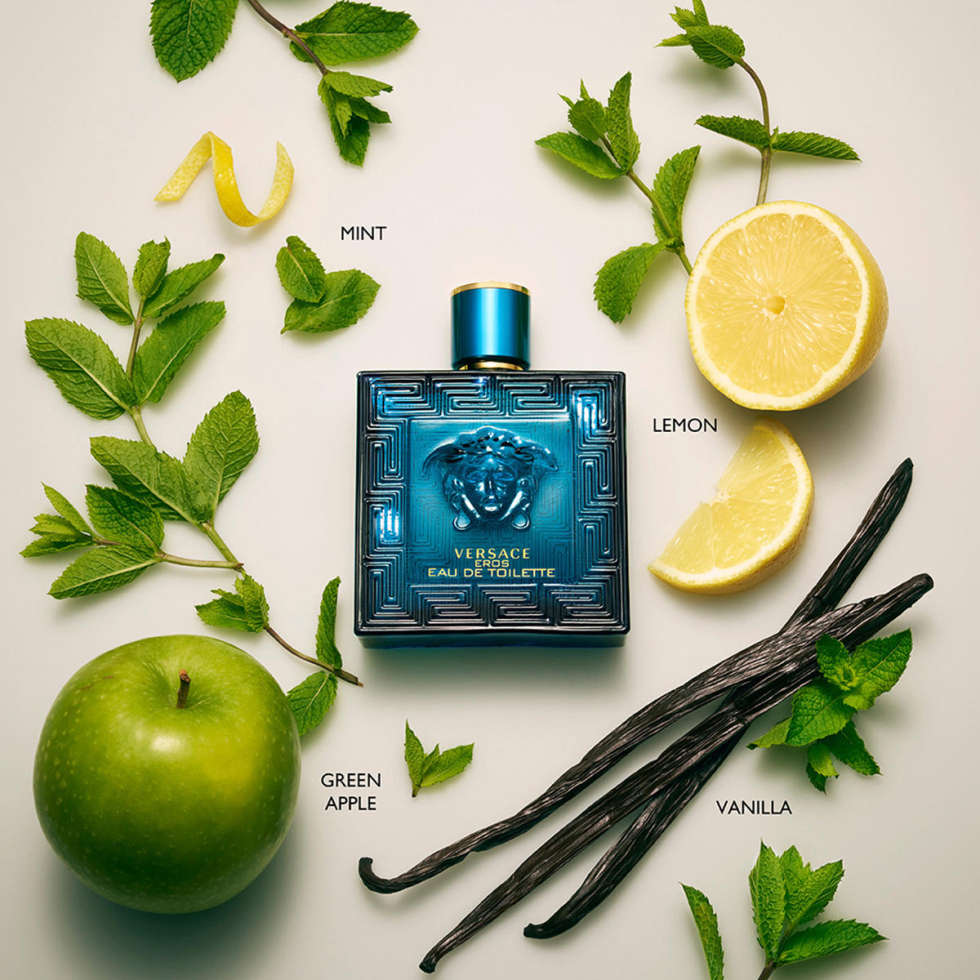 MINT
LEMON
VERSACE
EROS
EAU DE TOILETTE
GREEN
APPLE
VANILLA